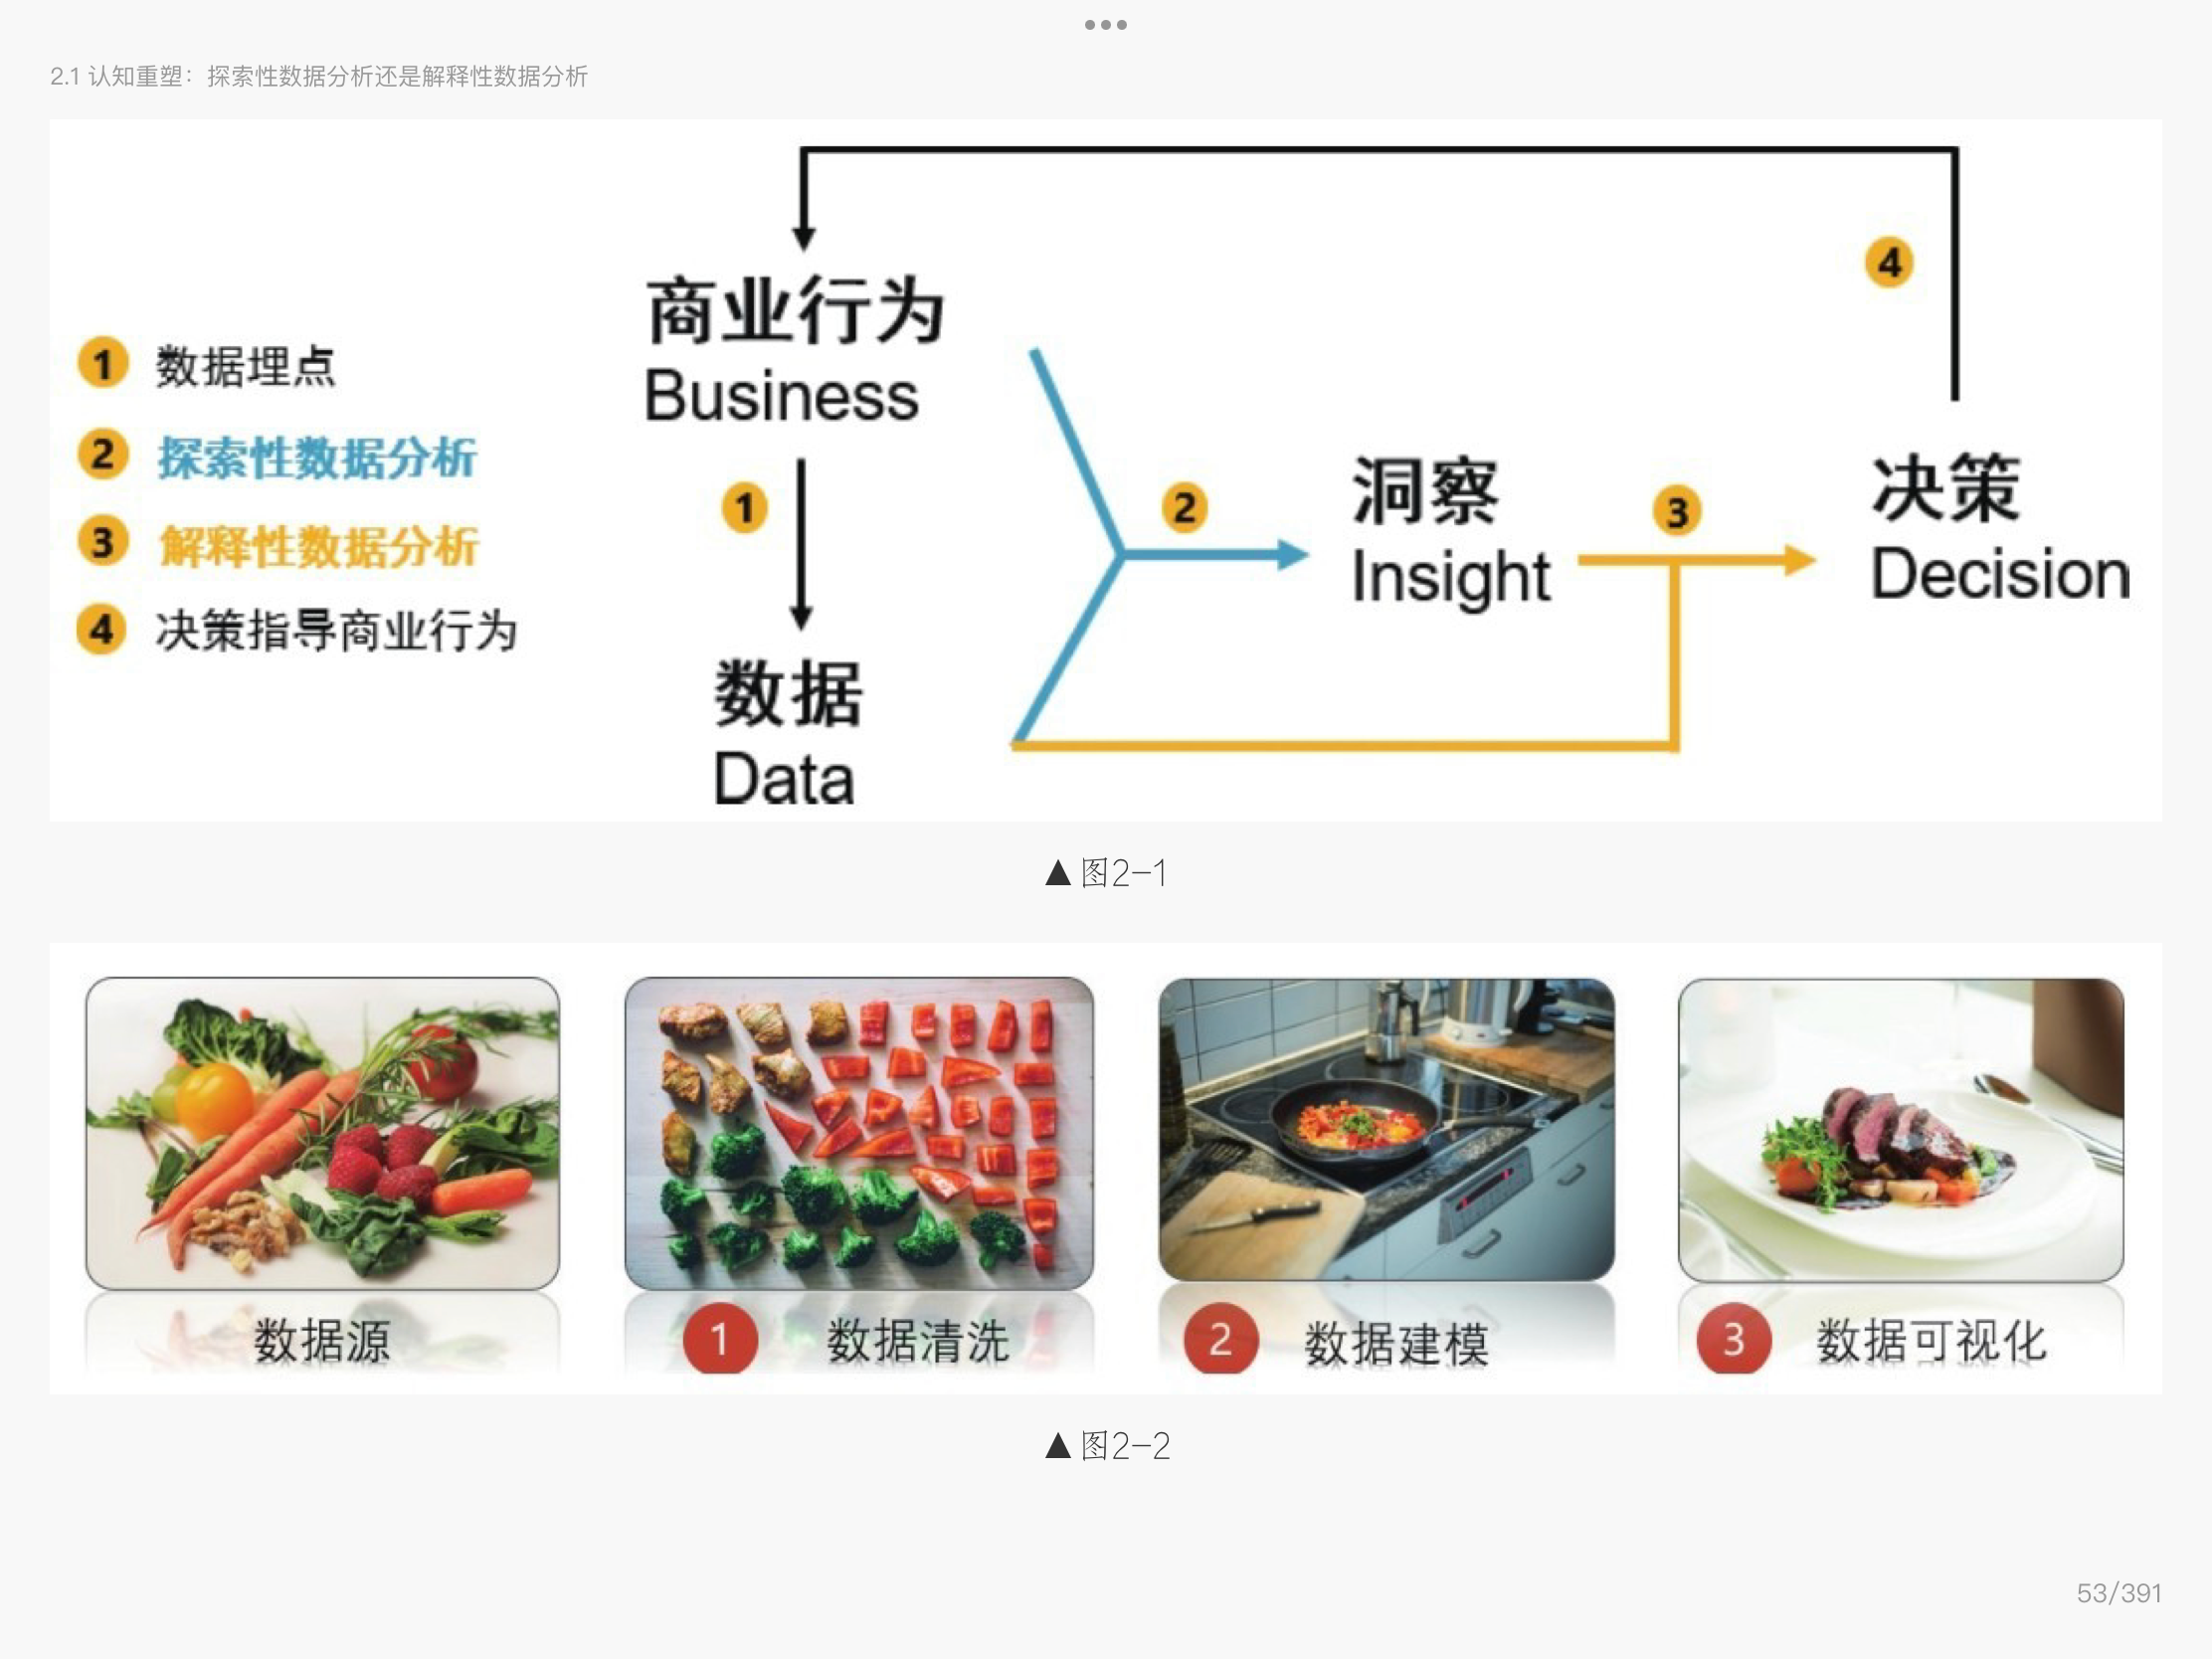 2.1 认知重塑：探索性数据分析还是解释性数据分析
1 数据埋点
2 探索性数据分析
3 解释性数据分析
4 决策指导商业行为
商业行为
Business
1
数据
Data
2
洞察
Insight
3
决策
Decision
4
▲图2-1
数据源
1 数据清洗
2 数据建模
3 数据可视化
▲图2-2
53/391